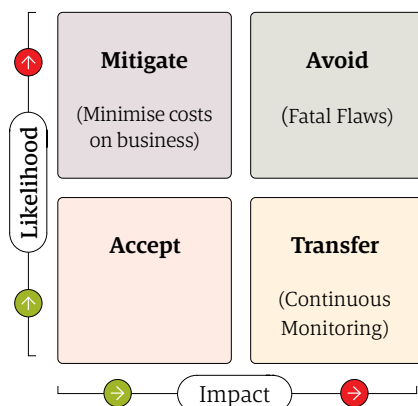 Mitigate
(Minimise costs
on business)
Avoid
(Fatal Flaws)
Likelihood
Accept
Transfer
(Continuous
Monitoring)
Impact